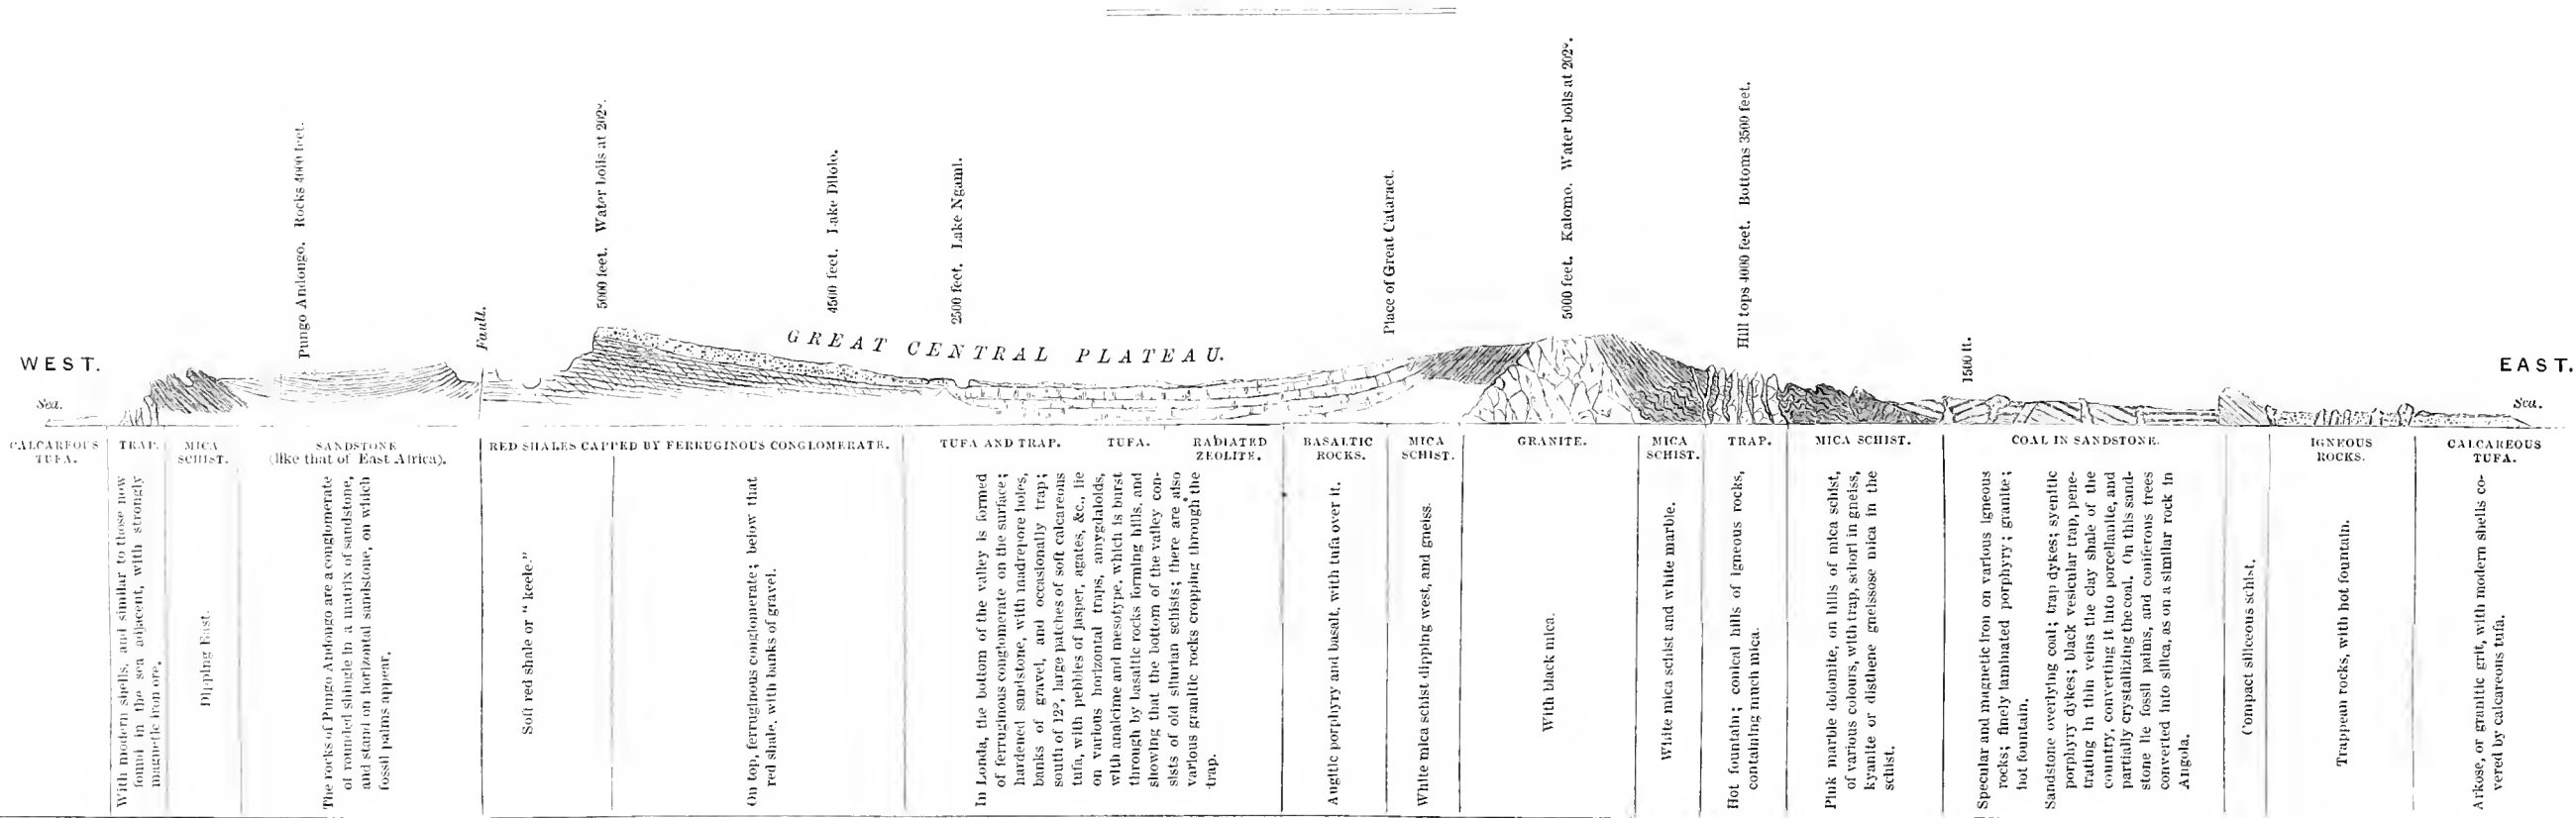 Pungo Andongo. Rocks 4000 feet.
Fault.
5000 feet. Water boils at 202°.
4500 feet. Lake Dilolo.
2500 feet. Lake Ngami.
Place of Great Cataract.
5000 feet. Kalomo. Water boils at 202°.
Hill tops 4000 feet. Bottoms 3500 feet.
1500 ft.
GREAT CENTRAL PLATEAU.
WEST.
EAST.
Sea.
Sea.
CALCAREOUS
TUFA.
TRAP.
With modern shells, and similar to those now
found in the sea adjacent, with strongly
magnetic iron ore.
MICA
SCHIST.
Dipping East.
SANDSTONE
(like that of East Africa).
The rocks of Pungo Andongo are a conglomerate
of rounded shingle in a matrix of sandstone,
and stand on horizontal sandstone, on which
fossil palms appear.
RED SHALES CAPPED BY FERRUGINOUS CONGLOMERATE.
Soft red shale or "keele."
On top, ferruginous conglomerate; below that
red shale, with banks of gravel.
TUFA AND TRAP.
TUFA.
RADIATED
ZEOLITE.
In Londa, the bottom of the valley is formed
of ferruginous conglomerate on the surface;
hardened sandstone, with madrepore holes,
banks of gravel, and occasionally trap;
south of 12°, large patches of soft calcareous
tufa, with pebbles of jasper, agates, &c., lie
on various horizontal traps, amygdaloids,
with analcime and mesotype, which is burst
through by basaltic rocks forming hills, and
showing that the bottom of the valley con-
sists of old silurian schists; there are also
various granitic rocks cropping through the
trap.
BASALTIC
ROCKS.
Augitic porphyry and basalt, with tufa over it.
MICA
SCHIST.
White mica schist dipping west, and gneiss.
GRANITE.
With black mica.
MICA
SCHIST.
White mica schist and white marble.
TRAP.
Hot fountain; conical hills of igneous rocks,
containing much mica.
MICA SCHIST.
Pink marble dolomite, on hills of mica schist,
of various colours, with trap, schorl in gneiss,
kyanite or disthene gneissose mica in the
schist.
COAL IN SANDSTONE.
Specular and magnetic iron on various igneous
rocks; finely laminated porphyry; granite;
hot fountain.
Sandstone overlying coal; trap dykes; syenitic
porphyry dykes; black vesicular trap, pene-
trating in thin veins the clay shale of the
country, converting it into porcellanite, and
partially crystallizing the coal. On this sand-
stone lie fossil palms, and coniferous trees
converted into silica, as on a similar rock in
Angola.
Compact siliceous schist.
IGNEOUS
ROCKS.
Trappean rocks, with hot fountain.
CALCAREOUS
TUFA.
Arkose, or granitic grit, with modern shells co-
vered by calcareous tufa.